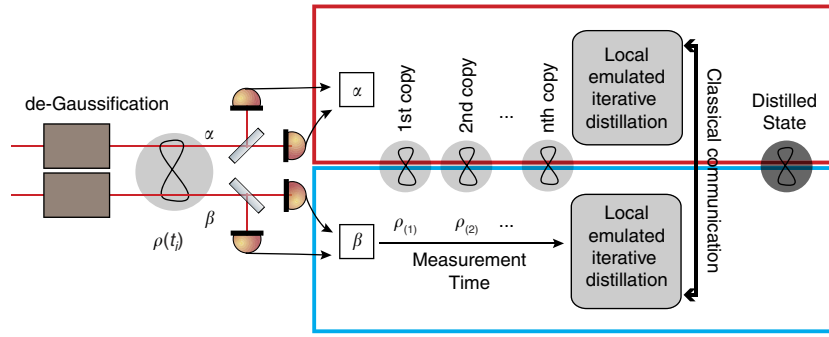 de-Gaussification
α
β
ρ(tᵢ)
α
1st copy
2nd copy
...
nth copy
Local
emulated
iterative
distillation
Classical communication
Distilled
State
β
ρ(1)
ρ(2)
...
Measurement
Time
Local
emulated
iterative
distillation